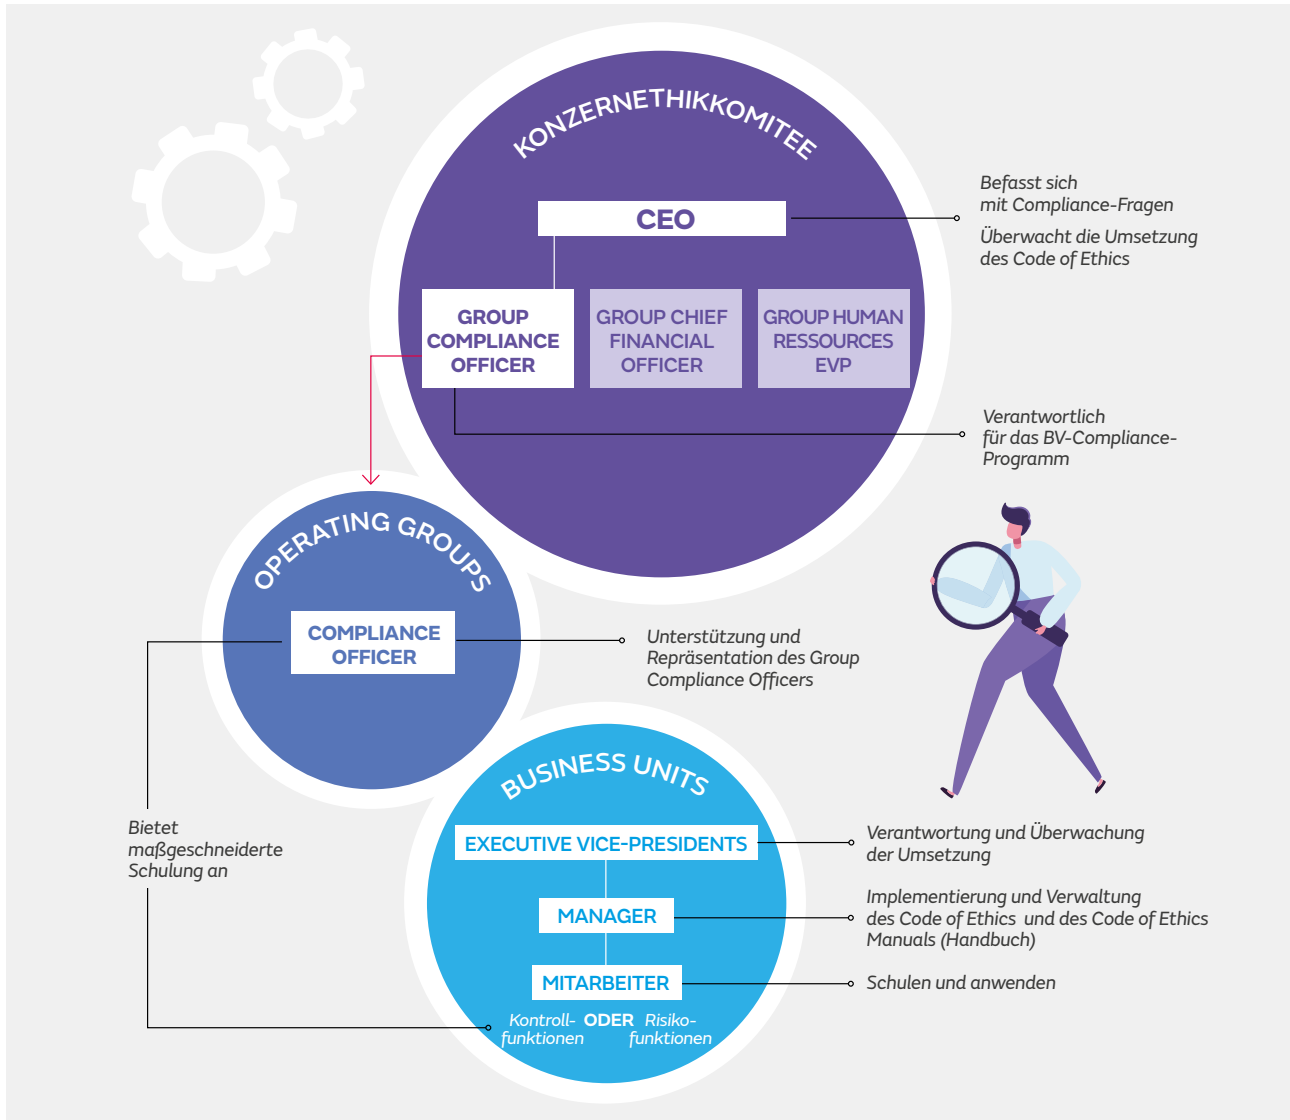 KONZERNETHIKKOMITEE
CEO
Befasst sich
mit Compliance-Fragen
Überwacht die Umsetzung
des Code of Ethics
GROUP
COMPLIANCE
OFFICER
GROUP CHIEF
FINANCIAL
OFFICER
GROUP HUMAN
RESSOURCES
EVP
Verantwortlich
für das BV-Compliance-
Programm
OPERATING GROUPS
COMPLIANCE
OFFICER
Unterstützung und
Repräsentation des Group
Compliance Officers
BUSINESS UNITS
Bietet
maßgeschneiderte
Schulung an
EXECUTIVE VICE-PRESIDENTS
Verantwortung und Überwachung
der Umsetzung
MANAGER
Implementierung und Verwaltung
des Code of Ethics und des Code of Ethics
Manuals (Handbuch)
MITARBEITER
Schulen und anwenden
Kontroll-
funktionen
ODER
Risiko-
funktionen